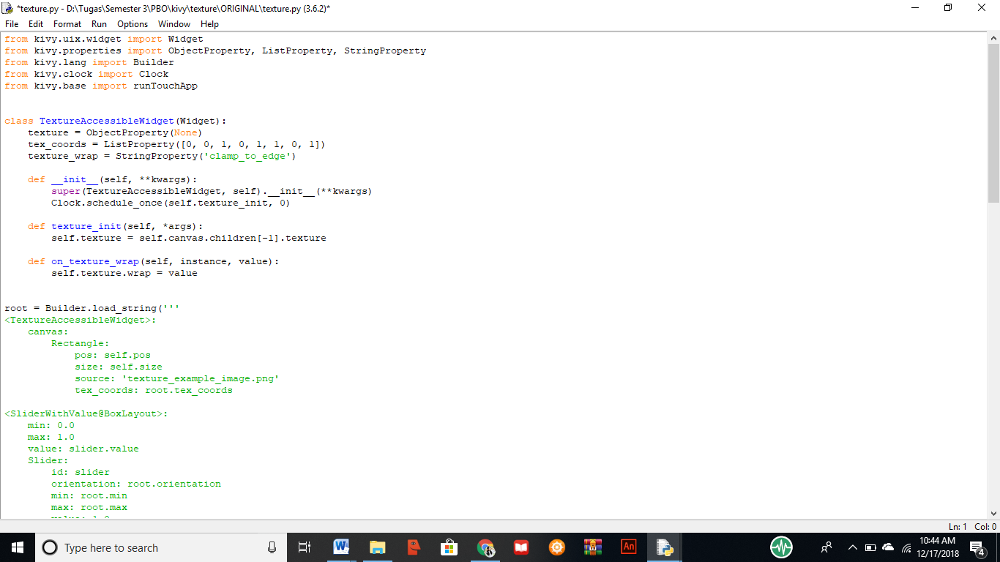 *texture.py - D:\Tugas\Semester 3\PBO\kivy\texture\ORIGINAL\texture.py (3.6.2)*
File Edit Format Run Options Window Help
from kivy.uix.widget import Widget
from kivy.properties import ObjectProperty, ListProperty, StringProperty
from kivy.lang import Builder
from kivy.clock import Clock
from kivy.base import runTouchApp
class TextureAccessibleWidget(Widget):
    texture = ObjectProperty(None)
    tex_coords = ListProperty([0, 0, 1, 0, 1, 1, 0, 1])
    texture_wrap = StringProperty('clamp_to_edge')
    def __init__(self, **kwargs):
        super(TextureAccessibleWidget, self).__init__(**kwargs)
        Clock.schedule_once(self.texture_init, 0)
    def texture_init(self, *args):
        self.texture = self.canvas.children[-1].texture
    def on_texture_wrap(self, instance, value):
        self.texture.wrap = value
root = Builder.load_string('''
<TextureAccessibleWidget>:
    canvas:
        Rectangle:
            pos: self.pos
            size: self.size
            source: 'texture_example_image.png'
            tex_coords: root.tex_coords
<SliderWithValue@BoxLayout>:
    min: 0.0
    max: 1.0
    value: slider.value
    Slider:
        id: slider
        orientation: root.orientation
        min: root.min
        max: root.max
Ln: 1 Col: 0
Type here to search
W
An
10:44 AM
12/17/2018
4